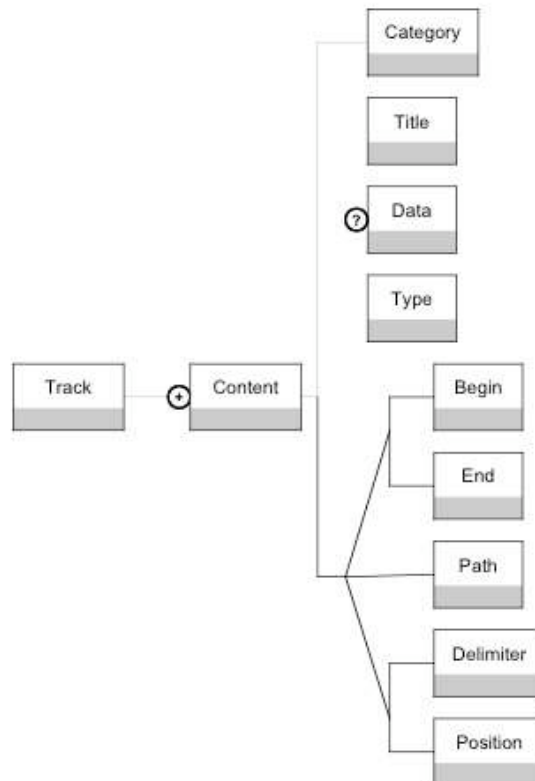 Category
Title
?
Data
Type
Track
+
Content
Begin
End
Path
Delimiter
Position